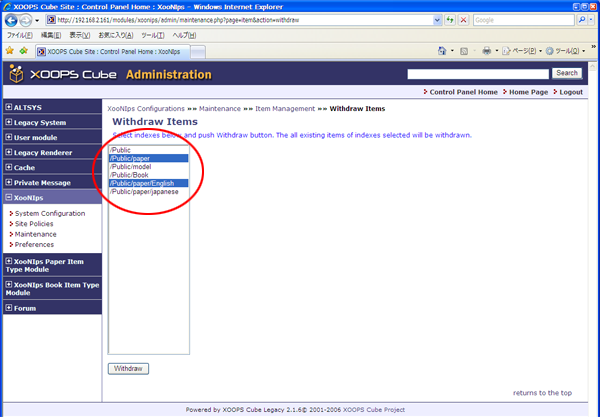 XOOPS Cube Site : Control Panel Home : XooNIps - Windows Internet Explorer
http://192.168.2.161/modules/xoonips/admin/maintenance.php?page=item&action=withdraw
Google
ファイル(F) 編集(E) 表示(V) お気に入り(A) ツール(T) ヘルプ(H)
XOOPS Cube Site : Control Panel Home : XooNIps
ページ(P) ツール(O)
XOOPS Cube Administration
Search
Control Panel Home Home Page Logout
ALTSYS
Legacy System
User module
Legacy Renderer
Cache
Private Message
XooNIps
System Configuration
Site Policies
Maintenance
Preferences
XooNIps Paper Item Type Module
XooNIps Book Item Type Module
Forum
XooNIps Configurations »» Maintenance »» Item Management »» Withdraw Items
Withdraw Items
Select indexes below and push Withdraw button. The all existing items of indexes selected will be withdrawn.
/Public
/Public/paper
/Public/model
/Public/Book
/Public/paper/English
/Public/paper/japanese
Withdraw
returns to the top
Powered by XOOPS Cube Legacy 2.1.6© 2001-2006 XOOPS Cube Project